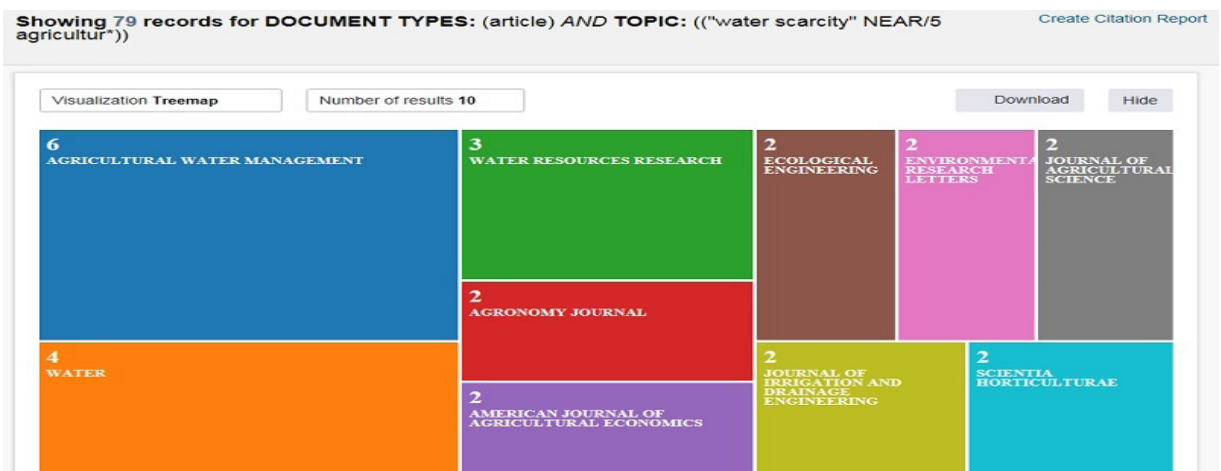 Showing 79 records for DOCUMENT TYPES: (article) AND TOPIC: (("water scarcity" NEAR/5
agricultur*))
Create Citation Report
Visualization Treemap
Number of results 10
Download
Hide
6
AGRICULTURAL WATER MANAGEMENT
3
WATER RESOURCES RESEARCH
2
ECOLOGICAL
ENGINEERING
2
ENVIRONMENTA
RESEARCH
LETTERS
2
JOURNAL OF
AGRICULTURAL
SCIENCE
2
AGRONOMY JOURNAL
4
WATER
2
AMERICAN JOURNAL OF
AGRICULTURAL ECONOMICS
2
JOURNAL OF
IRRIGATION AND
DRAINAGE
ENGINEERING
2
SCIENTIA
HORTICULTURAE